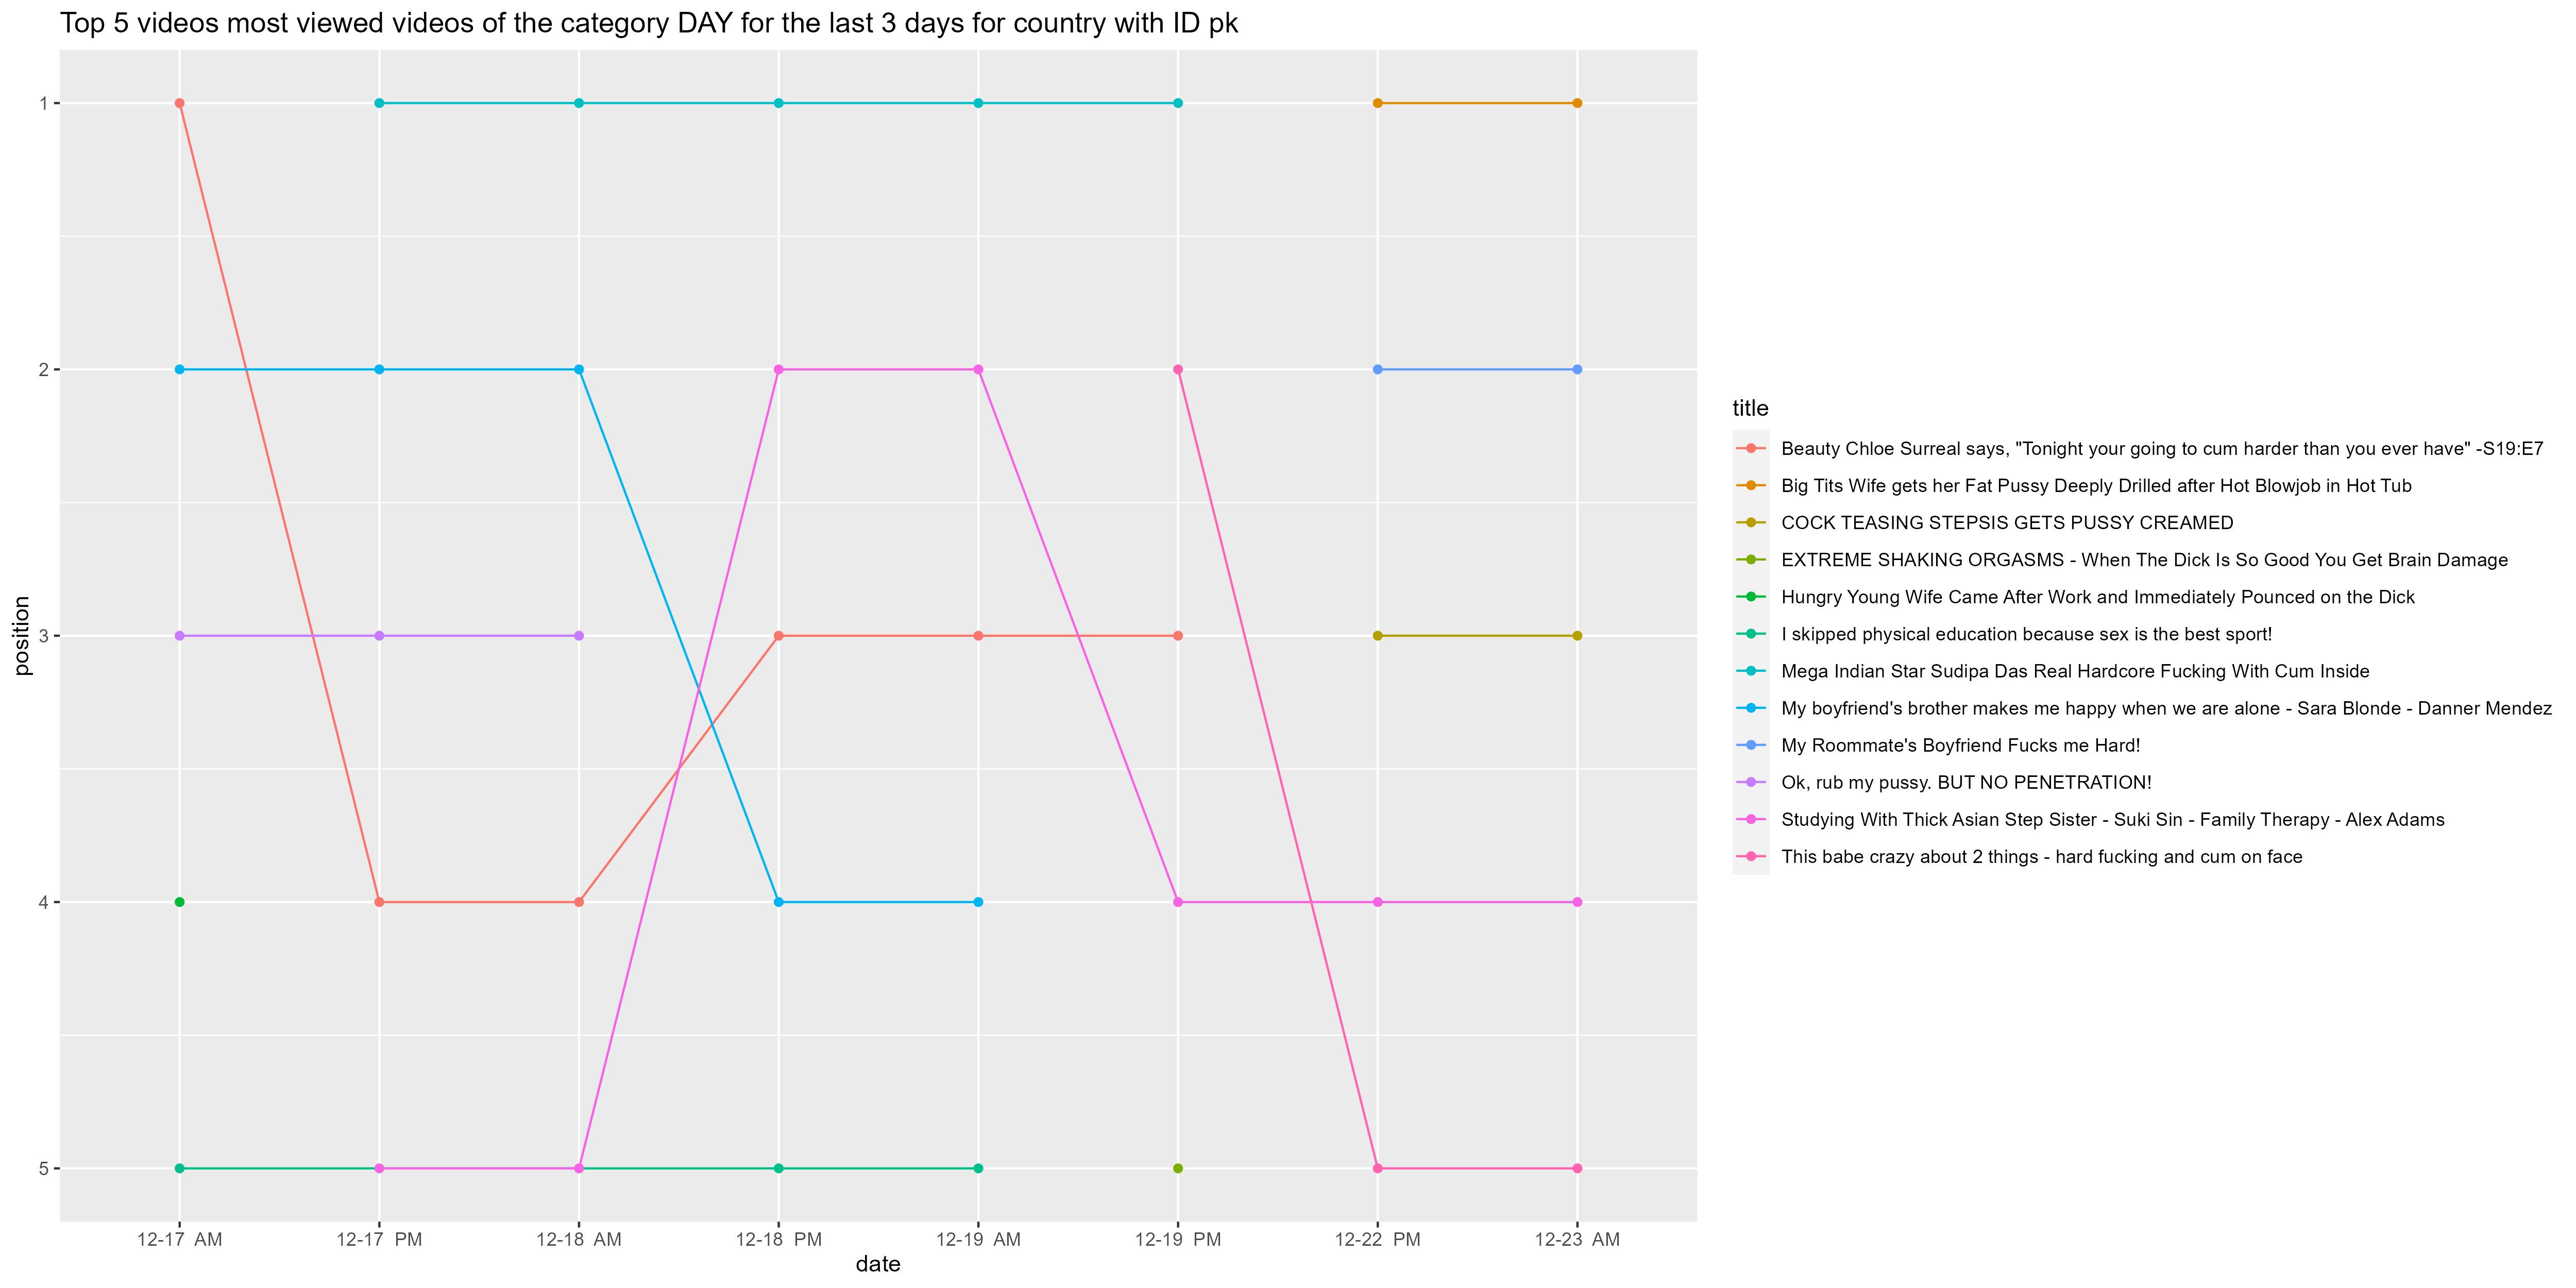 Top 5 videos most viewed videos of the category DAY for the last 3 days for country with ID pk
1
2
3
4
5
position
12-17 AM
12-17 PM
12-18 AM
12-18 PM
12-19 AM
12-19 PM
12-22 PM
12-23 AM
date
title
Beauty Chloe Surreal says, "Tonight your going to cum harder than you ever have" -S19:E7
Big Tits Wife gets her Fat Pussy Deeply Drilled after Hot Blowjob in Hot Tub
COCK TEASING STEPSIS GETS PUSSY CREAMED
EXTREME SHAKING ORGASMS - When The Dick Is So Good You Get Brain Damage
Hungry Young Wife Came After Work and Immediately Pounced on the Dick
I skipped physical education because sex is the best sport!
Mega Indian Star Sudipa Das Real Hardcore Fucking With Cum Inside
My boyfriend's brother makes me happy when we are alone - Sara Blonde - Danner Mendez
My Roommate's Boyfriend Fucks me Hard!
Ok, rub my pussy. BUT NO PENETRATION!
Studying With Thick Asian Step Sister - Suki Sin - Family Therapy - Alex Adams
This babe crazy about 2 things - hard fucking and cum on face